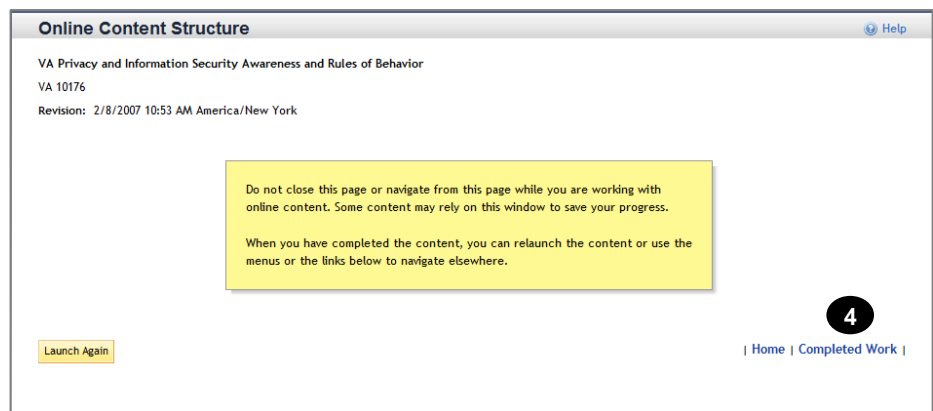 Online Content Structure
Help
VA Privacy and Information Security Awareness and Rules of Behavior
VA 10176
Revision: 2/8/2007 10:53 AM America/New York
Do not close this page or navigate from this page while you are working with
online content. Some content may rely on this window to save your progress.
When you have completed the content, you can relaunch the content or use the
menus or the links below to navigate elsewhere.
4
Launch Again
| Home | Completed Work |